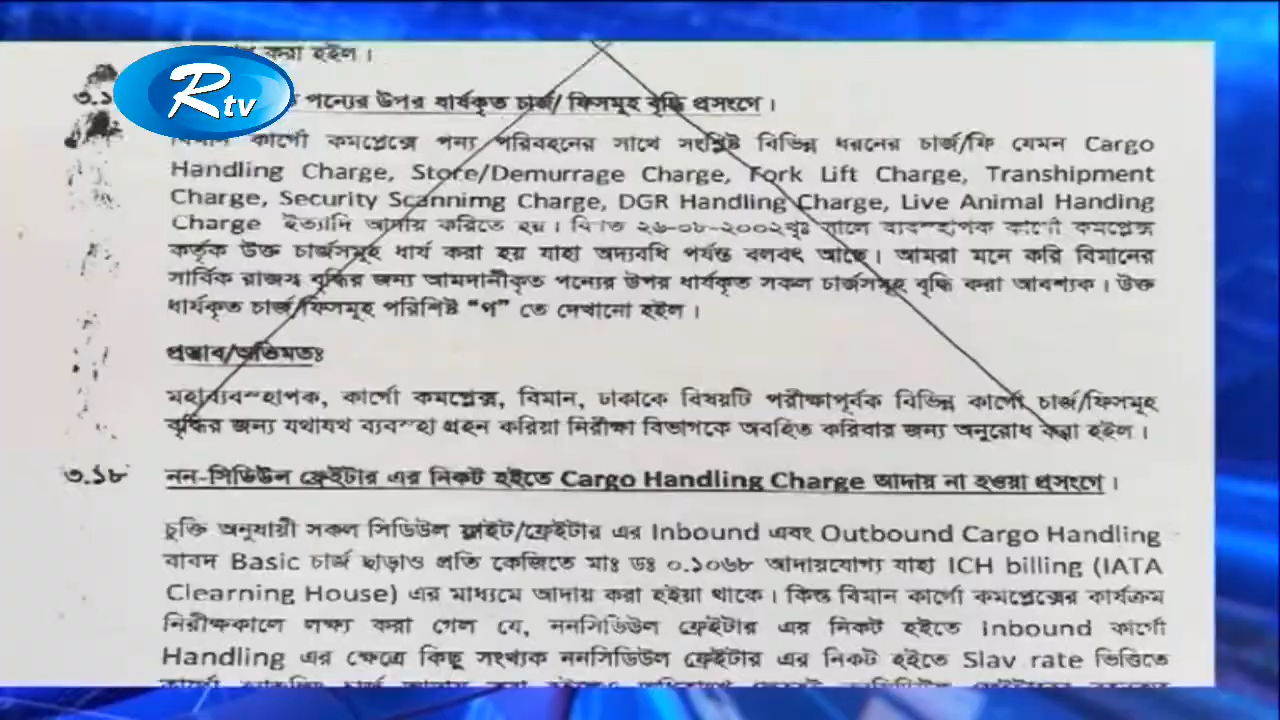 করা হইল।
Rtv
পন্যের উপর ধার্যকৃত চার্জ/ ফিসমূহ বৃদ্ধি প্রসংগে।
বিমান কার্গো কমপ্লেক্সে পন্য পরিবহনের সাথে সংশ্লিষ্ট বিভিন্ন ধরনের চার্জ/ফি যেমন Cargo
Handling Charge, Store/Demurrage Charge, Fork Lift Charge, Transhipment
Charge, Security Scannimg Charge, DGR Handling Charge, Live Animal Handing
Charge ইত্যাদি আদায় করিতে হয়। বিগত ২৬-০৮-২০০২খৃঃ তালে ব্যবস্হাপক কার্গো কমপ্লেক্স
কর্তৃক উক্ত চার্জসমূহ ধার্য করা হয় যাহা অদ্যবধি পর্যন্ত বলবৎ আছে। আমরা মনে করি বিমানের
সার্বিক রাজস্ব বৃদ্ধির জন্য আমদানীকৃত পন্যের উপর ধার্যকৃত সকল চার্জসমূহ বৃদ্ধি করা আবশ্যক। উক্ত
ধার্যকৃত চার্জ/ফিসমূহ পরিশিষ্ট “প” তে দেখানো হইল।
প্রস্তাব/অভিমতঃ
মহাব্যবস্হাপক, কার্গো কমপ্লেক্স, বিমান, ঢাকাকে বিষয়টি পরীক্ষাপূর্বক বিভিন্ন কার্গো চার্জ/ফিসমূহ
বৃদ্ধির জন্য যথাযথ ব্যবস্হা গ্রহন করিয়া নিরীক্ষা বিভাগকে অবহিত করিবার জন্য অনুরোধ করা হইল।
৩.১৮ নন-সিডিউল ফ্রেইটার এর নিকট হইতে Cargo Handling Charge আদায় না হওয়া প্রসংগে।
চুক্তি অনুযায়ী সকল সিডিউল ফ্লাইট/ফ্রেইটার এর Inbound এবং Outbound Cargo Handling
বাবদ Basic চার্জ ছাড়াও প্রতি কেজিতে মাঃ ডঃ ০.১০৬৮ আদায়যোগ্য যাহা ICH billing (IATA
Clearning House) এর মাধ্যমে আদায় করা হইয়া থাকে। কিন্ত বিমান কার্গো কমপ্লেক্সের কার্যক্রম
নিরীক্ষকালে লক্ষ্য করা গেল যে, ননসিডিউল ফ্রেইটার এর নিকট হইতে Inbound কার্গো
Handling এর ক্ষেত্রে কিছু সংখ্যক ননসিডিউল ফ্রেইটার এর নিকট হইতে Slav rate ভিত্তিতে